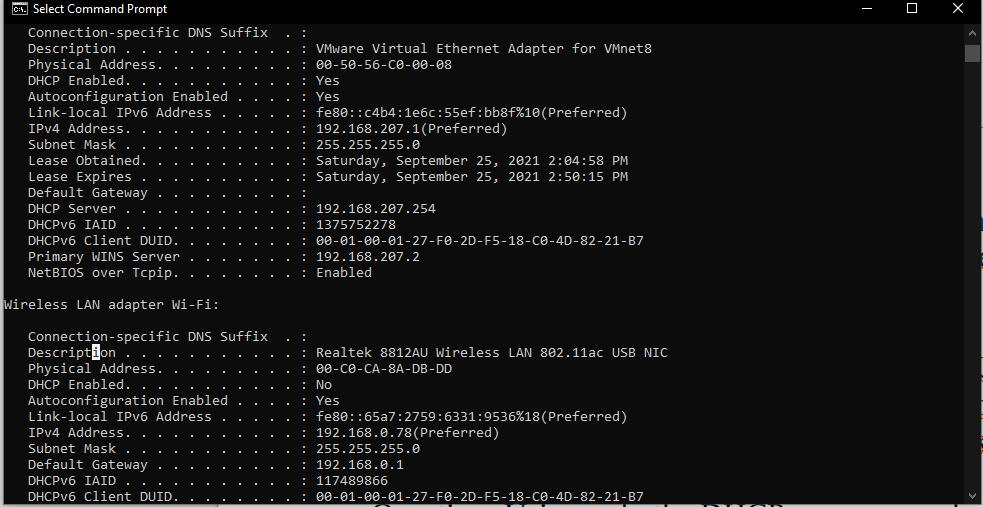 Select Command Prompt
Connection-specific DNS Suffix  . :
Description . . . . . . . . . . . : VMware Virtual Ethernet Adapter for VMnet8
Physical Address. . . . . . . . . : 00-50-56-C0-00-08
DHCP Enabled. . . . . . . . . . . : Yes
Autoconfiguration Enabled . . . . : Yes
Link-local IPv6 Address . . . . . : fe80::c4b4:1e6c:55ef:bb8f%10(Preferred)
IPv4 Address. . . . . . . . . . . : 192.168.207.1(Preferred)
Subnet Mask . . . . . . . . . . . : 255.255.255.0
Lease Obtained. . . . . . . . . . : Saturday, September 25, 2021 2:04:58 PM
Lease Expires . . . . . . . . . . : Saturday, September 25, 2021 2:50:15 PM
Default Gateway . . . . . . . . . :
DHCP Server . . . . . . . . . . . : 192.168.207.254
DHCPv6 IAID . . . . . . . . . . . : 1375752278
DHCPv6 Client DUID. . . . . . . . : 00-01-00-01-27-F0-2D-F5-18-C0-4D-82-21-B7
Primary WINS Server . . . . . . . : 192.168.207.2
NetBIOS over Tcpip. . . . . . . . : Enabled
Wireless LAN adapter Wi-Fi:
Connection-specific DNS Suffix  . :
Description . . . . . . . . . . . : Realtek 8812AU Wireless LAN 802.11ac USB NIC
Physical Address. . . . . . . . . : 00-C0-CA-8A-DB-DD
DHCP Enabled. . . . . . . . . . . : No
Autoconfiguration Enabled . . . . : Yes
Link-local IPv6 Address . . . . . : fe80::65a7:2759:6331:9536%18(Preferred)
IPv4 Address. . . . . . . . . . . : 192.168.0.78(Preferred)
Subnet Mask . . . . . . . . . . . : 255.255.255.0
Default Gateway . . . . . . . . . : 192.168.0.1
DHCPv6 IAID . . . . . . . . . . . : 117489866
DHCPv6 Client DUID. . . . . . . . : 00-01-00-01-27-F0-2D-F5-18-C0-4D-82-21-B7